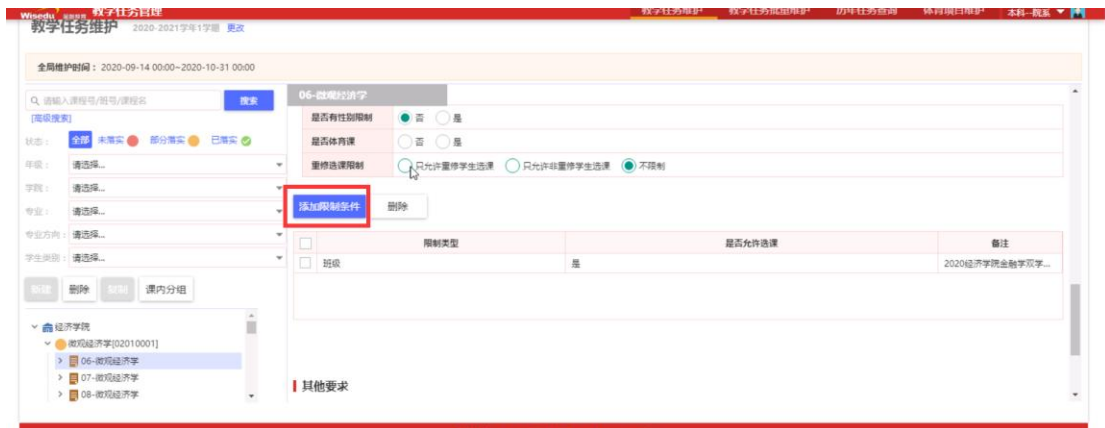 Wisedu 教学任务管理 教学任务维护 教学任务批量维护 历年任务查询 体育项目维护 本科--院系
教学任务维护 2020-2021学年1学期 更改
全局维护时间： 2020-09-14 00:00~2020-10-31 00:00
请输入课程号/班号/课程名 搜索
[高级搜索]
状态： 全部 未落实 部分落实 已落实
年级： 请选择...
学院： 请选择...
专业： 请选择...
专业方向： 请选择...
学生类别： 请选择...
新建 删除 复制 课内分组
经济学院
微观经济学[02010001]
06-微观经济学
07-微观经济学
08-微观经济学
06-微观经济学
是否有性别限制 否 是
是否体育课 否 是
重修选课限制 只允许重修学生选课 只允许非重修学生选课 不限制
添加限制条件 删除
限制类型 是否允许选课 备注
班级 是 2020经济学院金融学双学...
其他要求